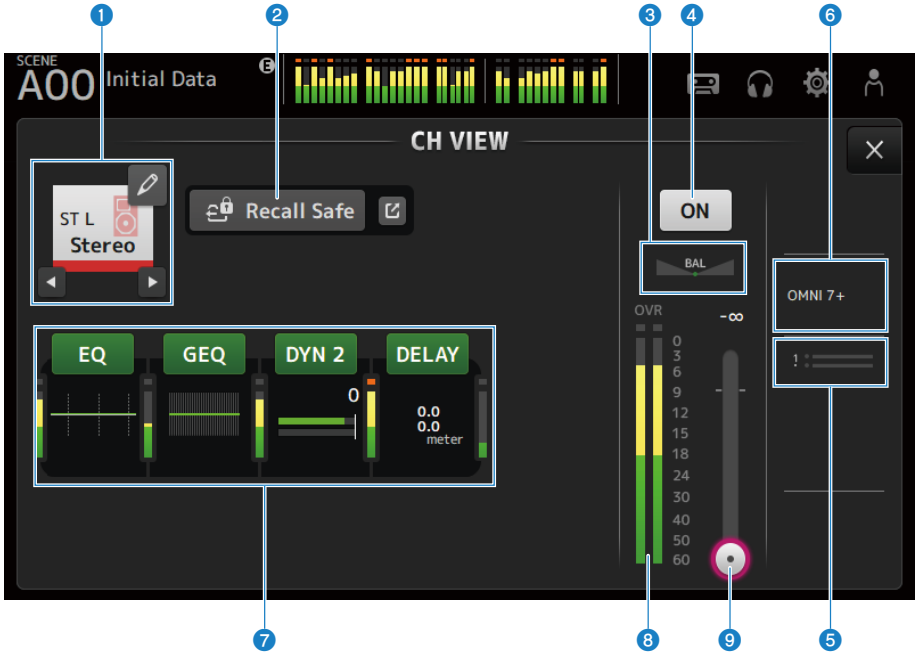 1 2 3 4 6
SCENE
A00 Initial Data E
CH VIEW
ST L
Stereo
Recall Safe
ON
BAL
OMNI 7+
OVR
-∞
0
3
6
9
12
15
18
24
30
40
50
60
!
EQ GEQ DYN 2 DELAY
0
0.0
0.0
meter
7 8 9 5